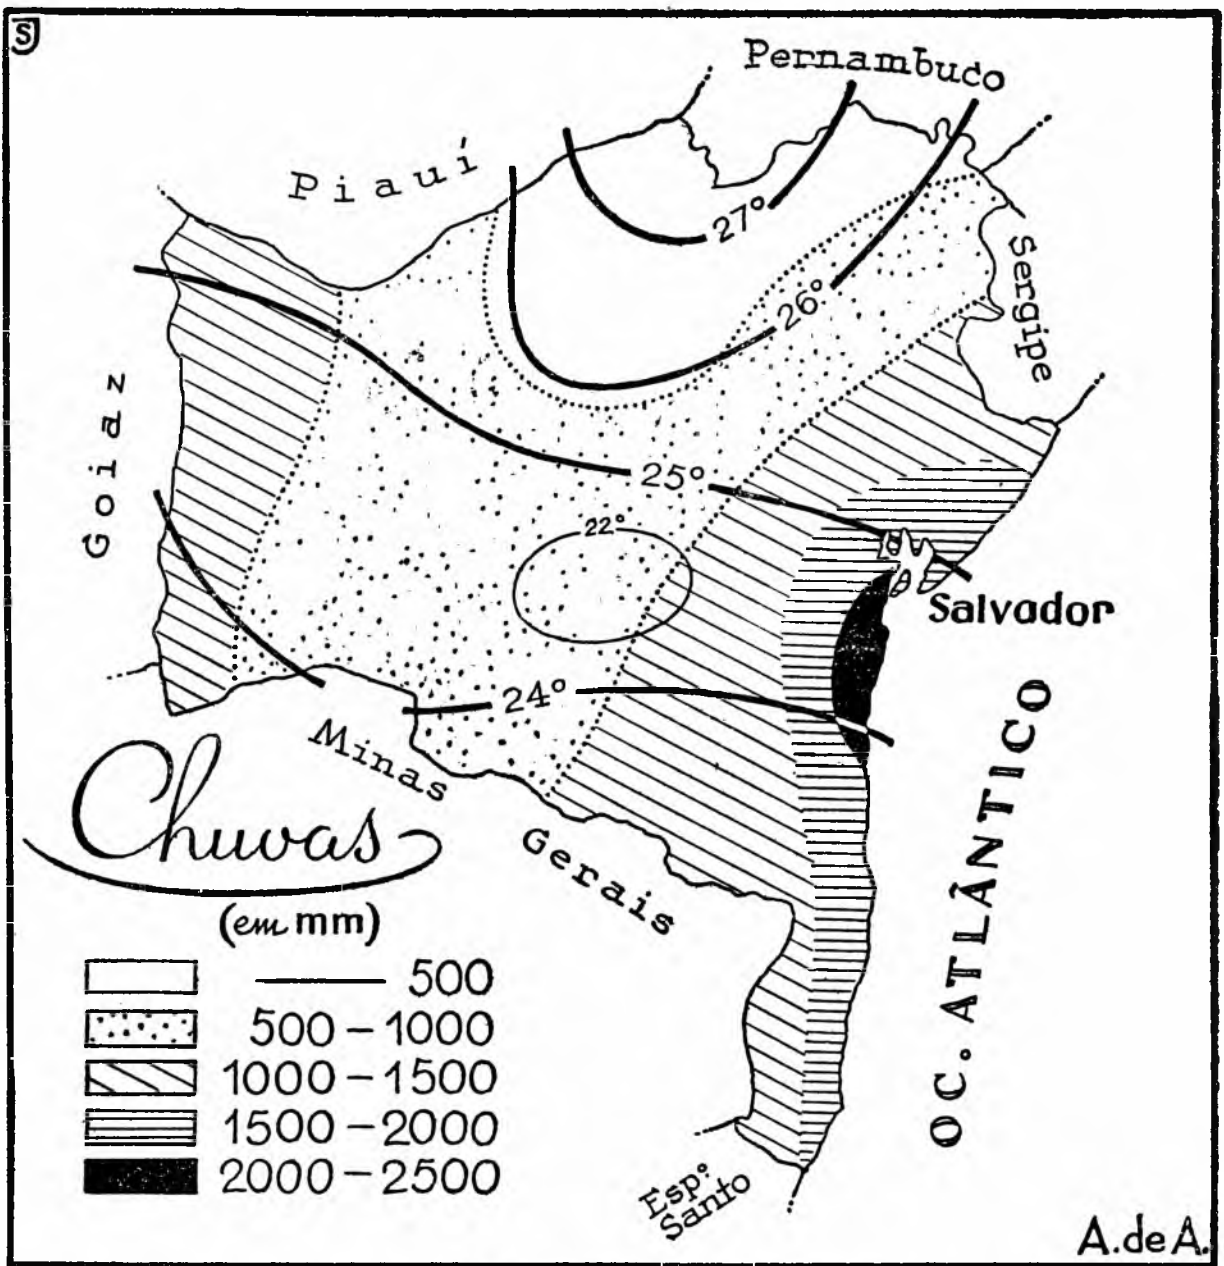 S
Pernambuco
Piauí
27°
Sergipe
26°
Goiaz
25°
22°
Salvador
24°
Minas
Gerais
OC. ATLÂNTICO
Chuvas
(em mm)
500
500 - 1000
1000 - 1500
1500 - 2000
2000 - 2500
Esp.
Santo
A. de A.